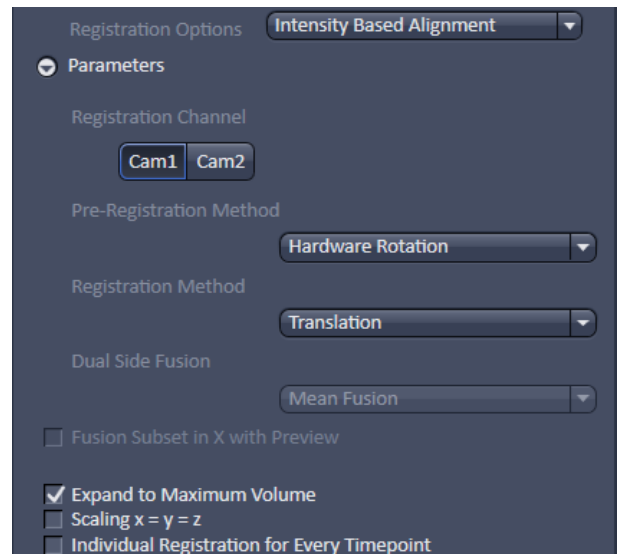 Registration Options Intensity Based Alignment
Parameters
Registration Channel
Cam1 Cam2
Pre-Registration Method
Hardware Rotation
Registration Method
Translation
Dual Side Fusion
Mean Fusion
Fusion Subset in X with Preview
Expand to Maximum Volume
Scaling x = y = z
Individual Registration for Every Timepoint